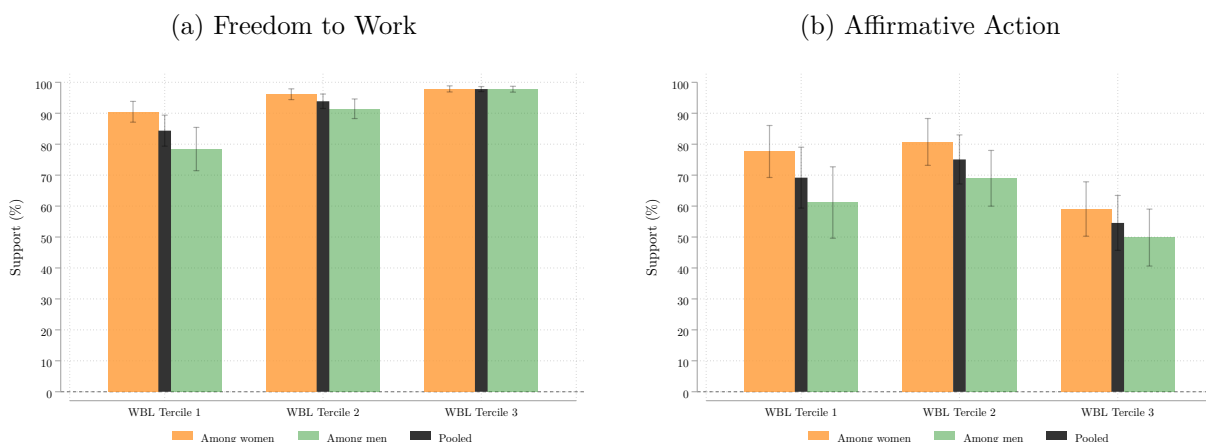 (a) Freedom to Work
100
90
80
70
60
50
40
30
20
10
0
Support (%)
WBL Tercile 1 WBL Tercile 2 WBL Tercile 3
Among women Among men Pooled
(b) Affirmative Action
100
90
80
70
60
50
40
30
20
10
0
Support (%)
WBL Tercile 1 WBL Tercile 2 WBL Tercile 3
Among women Among men Pooled